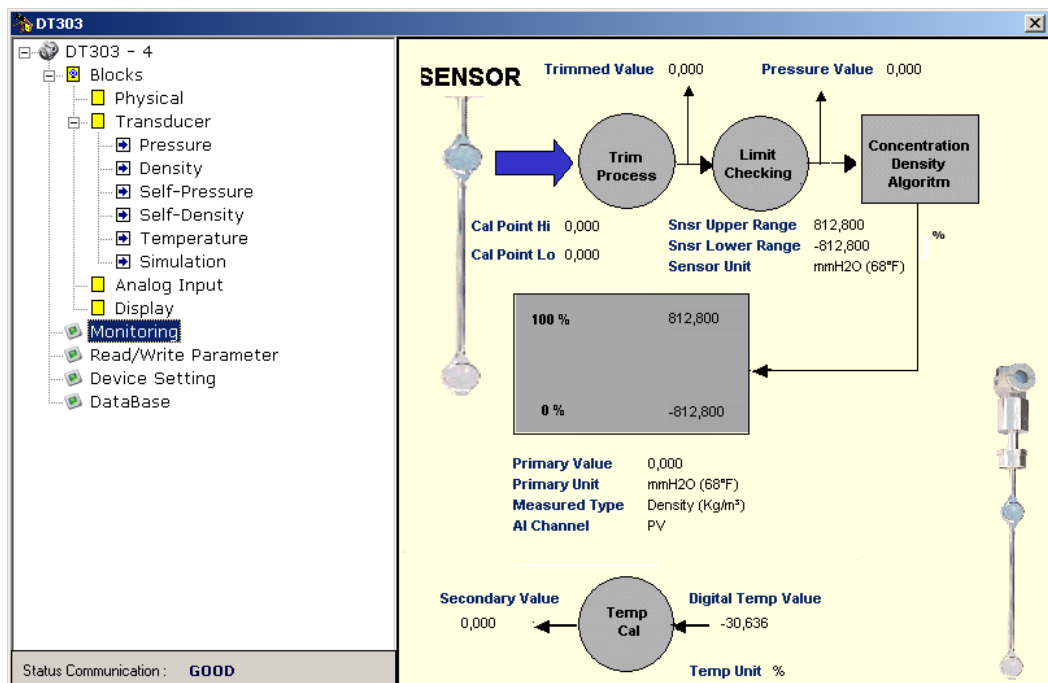 DT303
DT303 - 4
Blocks
Physical
Transducer
Pressure
Density
Self-Pressure
Self-Density
Temperature
Simulation
Analog Input
Display
Monitoring
Read/Write Parameter
Device Setting
DataBase
Status Communication : GOOD
SENSOR
Trimmed Value 0,000
Pressure Value 0,000
Trim
Process
Limit
Checking
Concentration
Density
Algoritm
Cal Point Hi 0,000
Cal Point Lo 0,000
Snsr Upper Range 812,800
Snsr Lower Range -812,800
Sensor Unit mmH2O (68°F)
%
100 % 812,800
0 % -812,800
Primary Value 0,000
Primary Unit mmH2O (68°F)
Measured Type Density (Kg/m³)
AI Channel PV
Secondary Value
0,000
Temp
Cal
Digital Temp Value
-30,636
Temp Unit %